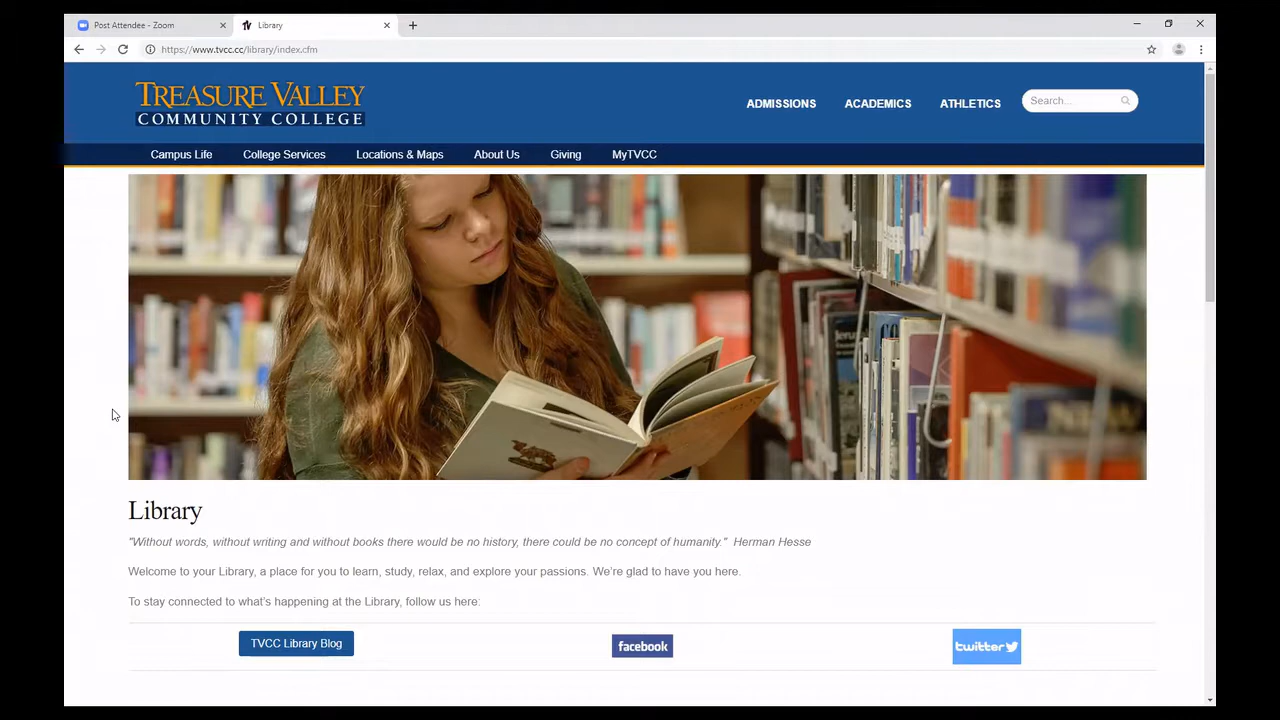 Post Attendee - Zoom
Library
https://www.tvcc.cc/library/index.cfm
TREASURE VALLEY
COMMUNITY COLLEGE
ADMISSIONS ACADEMICS ATHLETICS Search...
Campus Life College Services Locations & Maps About Us Giving MyTVCC
Library
"Without words, without writing and without books there would be no history, there could be no concept of humanity." Herman Hesse
Welcome to your Library, a place for you to learn, study, relax, and explore your passions. We're glad to have you here.
To stay connected to what's happening at the Library, follow us here:
TVCC Library Blog facebook twitter